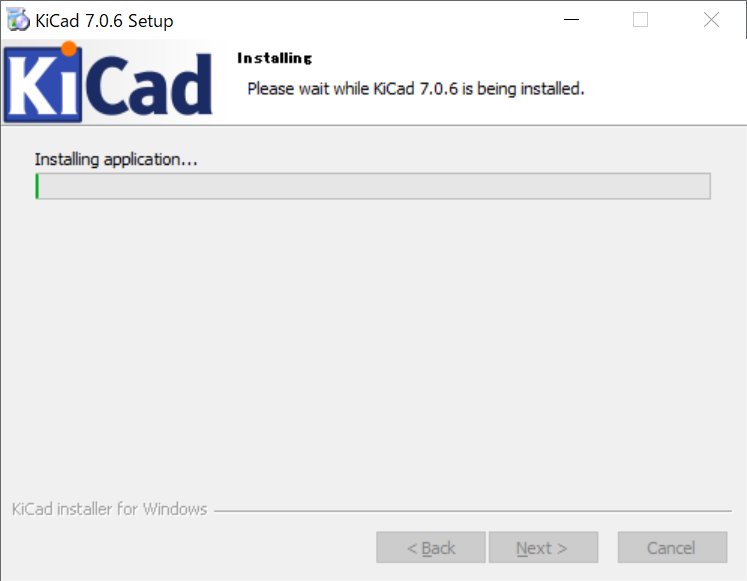 KiCad 7.0.6 Setup
KiCad
Installing
Please wait while KiCad 7.0.6 is being installed.
Installing application...
KiCad installer for Windows
< Back
Next >
Cancel